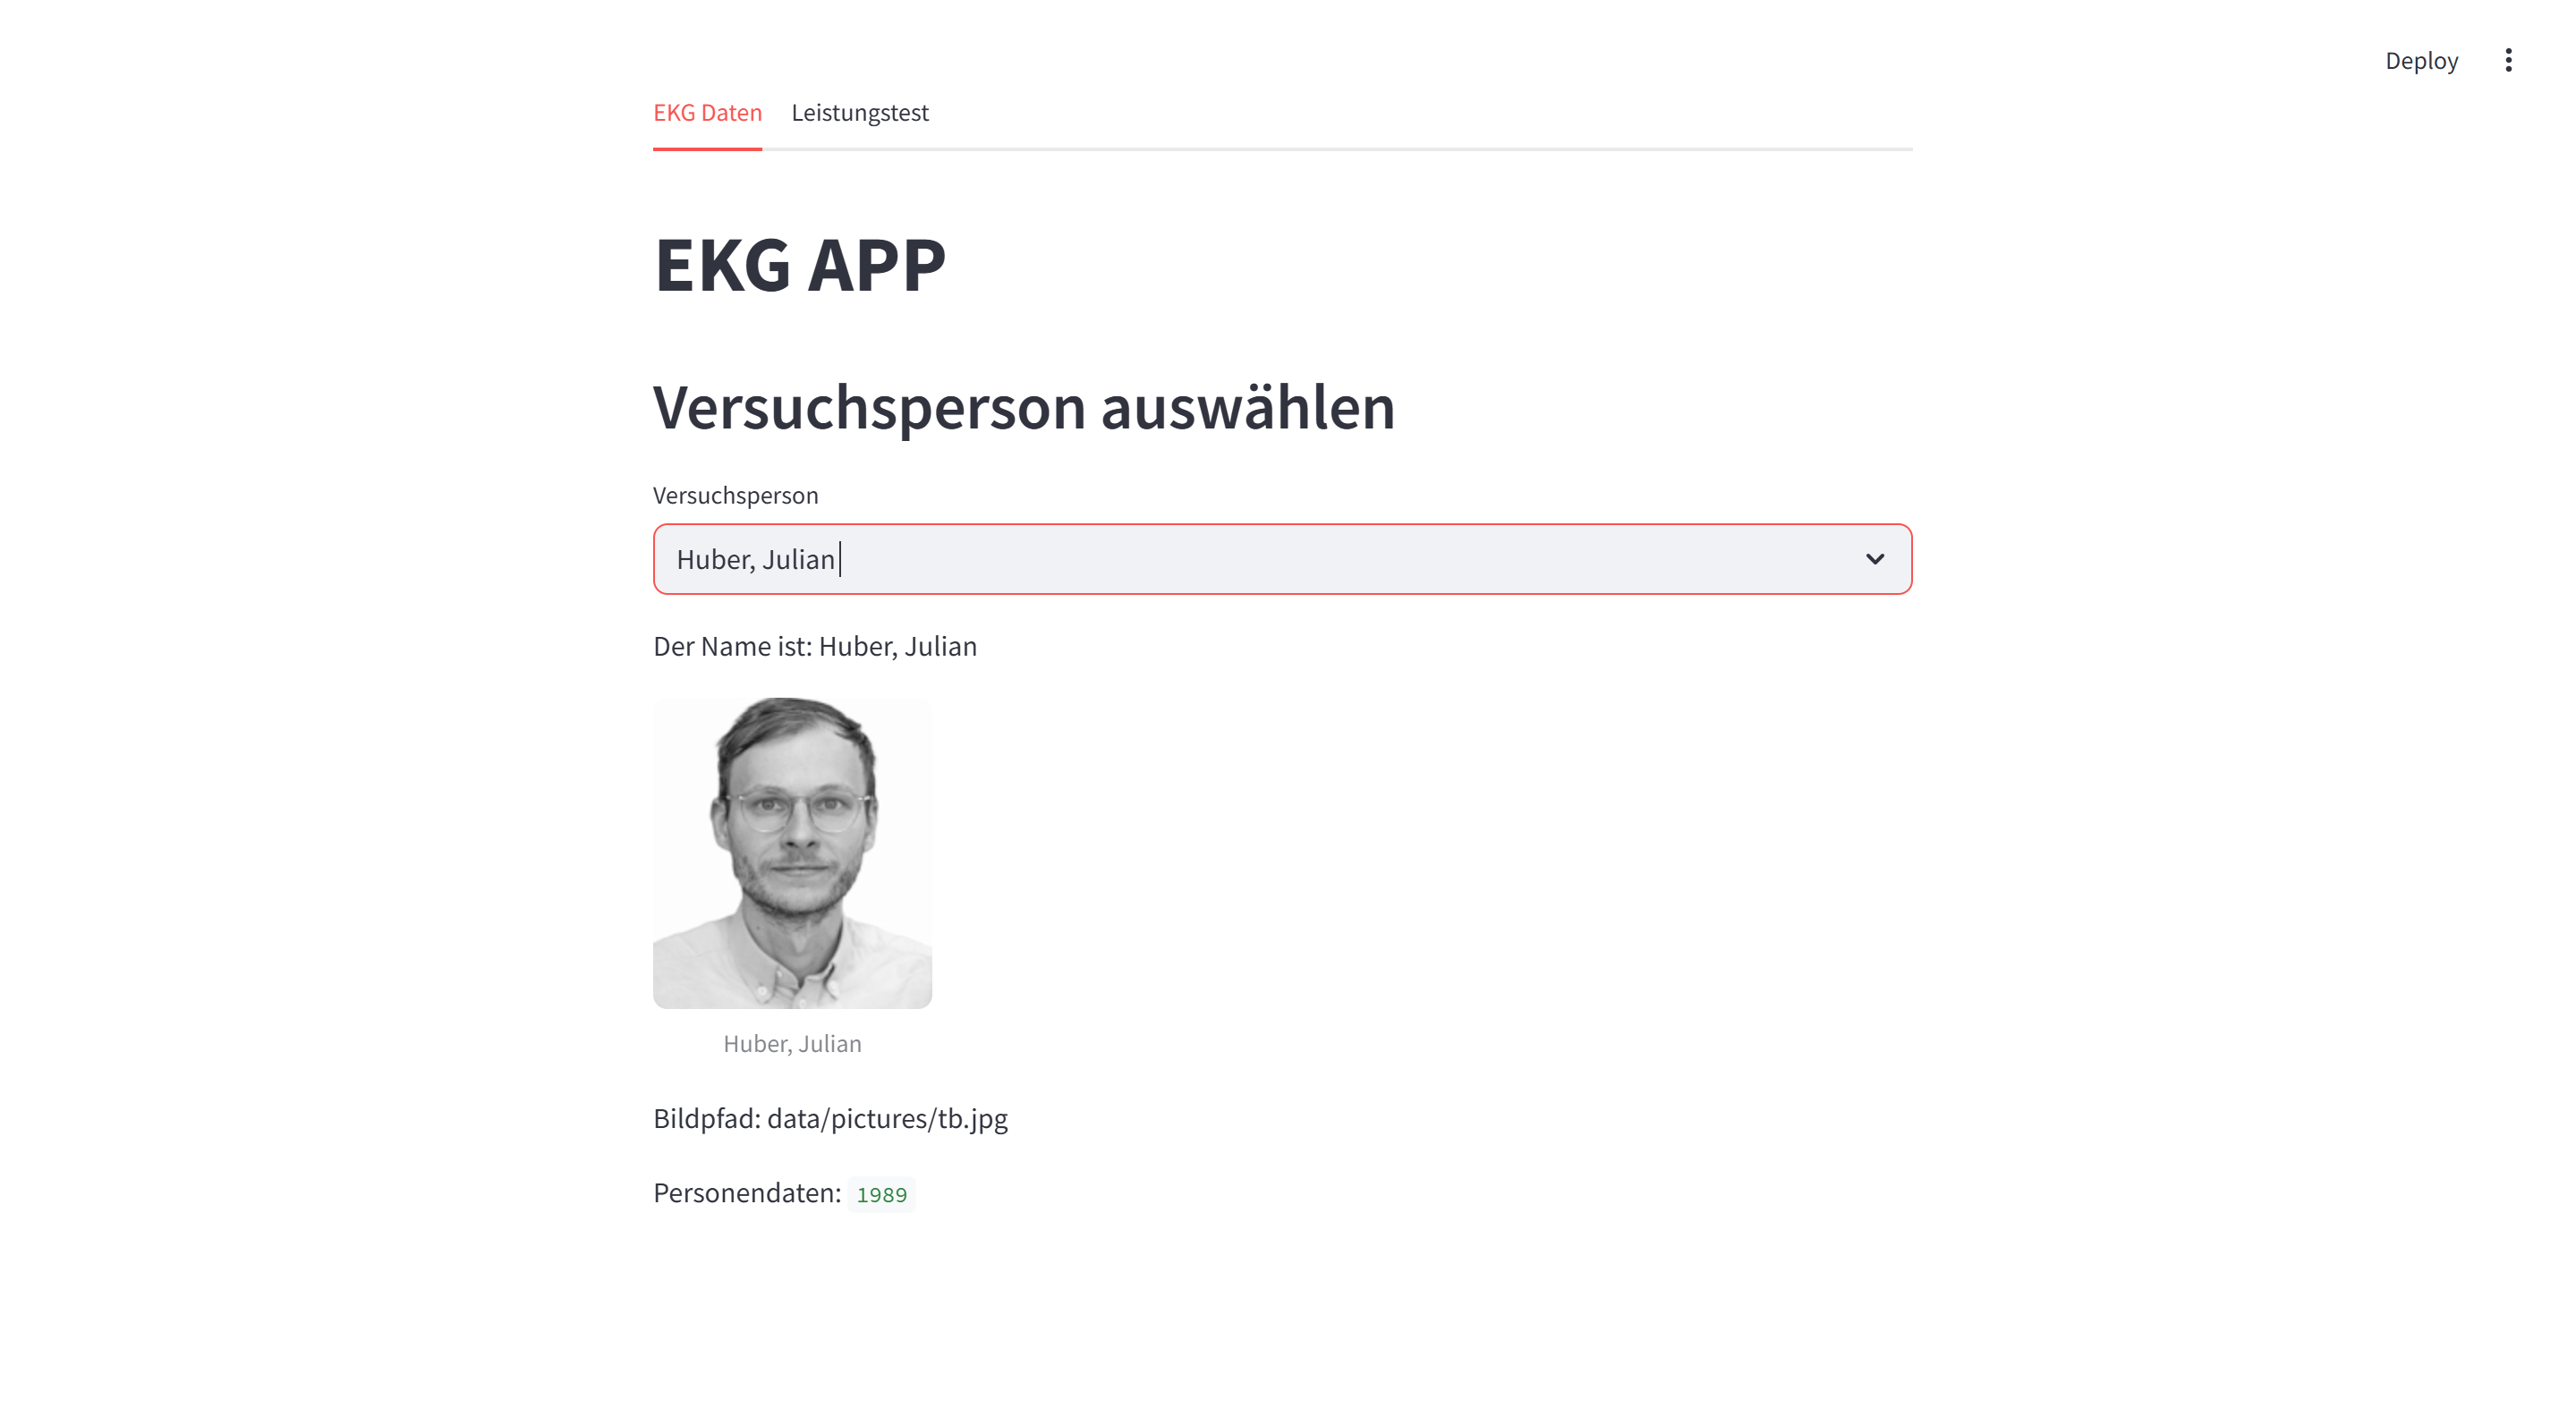 Deploy
EKG Daten Leistungstest
EKG APP
Versuchsperson auswählen
Versuchsperson
Huber, Julian
Der Name ist: Huber, Julian
Huber, Julian
Bildpfad: data/pictures/tb.jpg
Personendaten: 1989